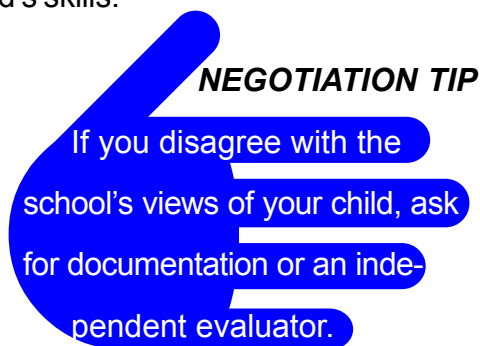 d's skills.
NEGOTIATION TIP
If you disagree with the
school’s views of your child, ask
for documentation or an inde-
pendent evaluator.